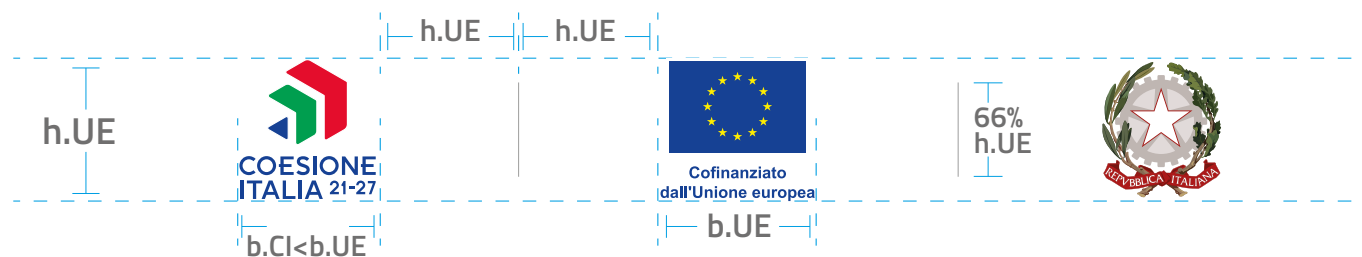 h.UE
h.UE
h.UE
COESIONE
ITALIA 21-27
b.CI<b.UE
Cofinanziato
dall'Unione europea
b.UE
66%
h.UE
REPVBBLICA ITALIANA